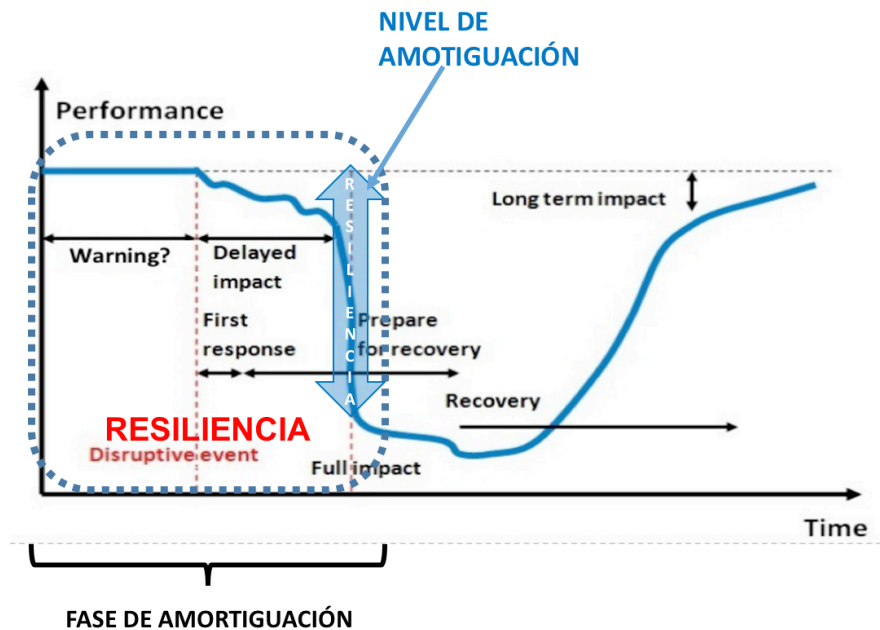 NIVEL DE
AMOTIGUACIÓN
Performance
RESILIENCIA
Long term impact
Warning?
Delayed
impact
First
response
Prepare
for recovery
Recovery
RESILIENCIA
Disruptive event
Full impact
Time
FASE DE AMORTIGUACIÓN